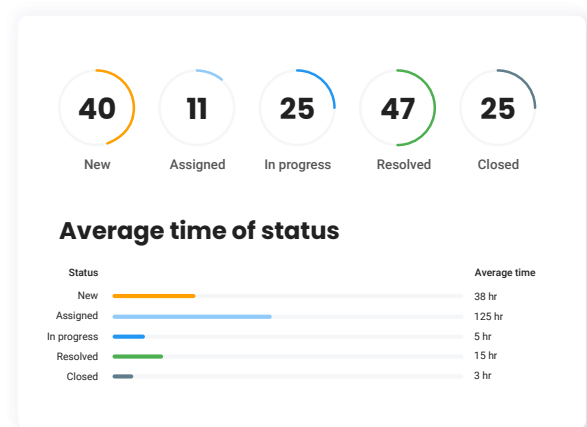 40 11 25 47 25
New Assigned In progress Resolved Closed
Average time of status
Status Average time
New 38 hr
Assigned 125 hr
In progress 5 hr
Resolved 15 hr
Closed 3 hr